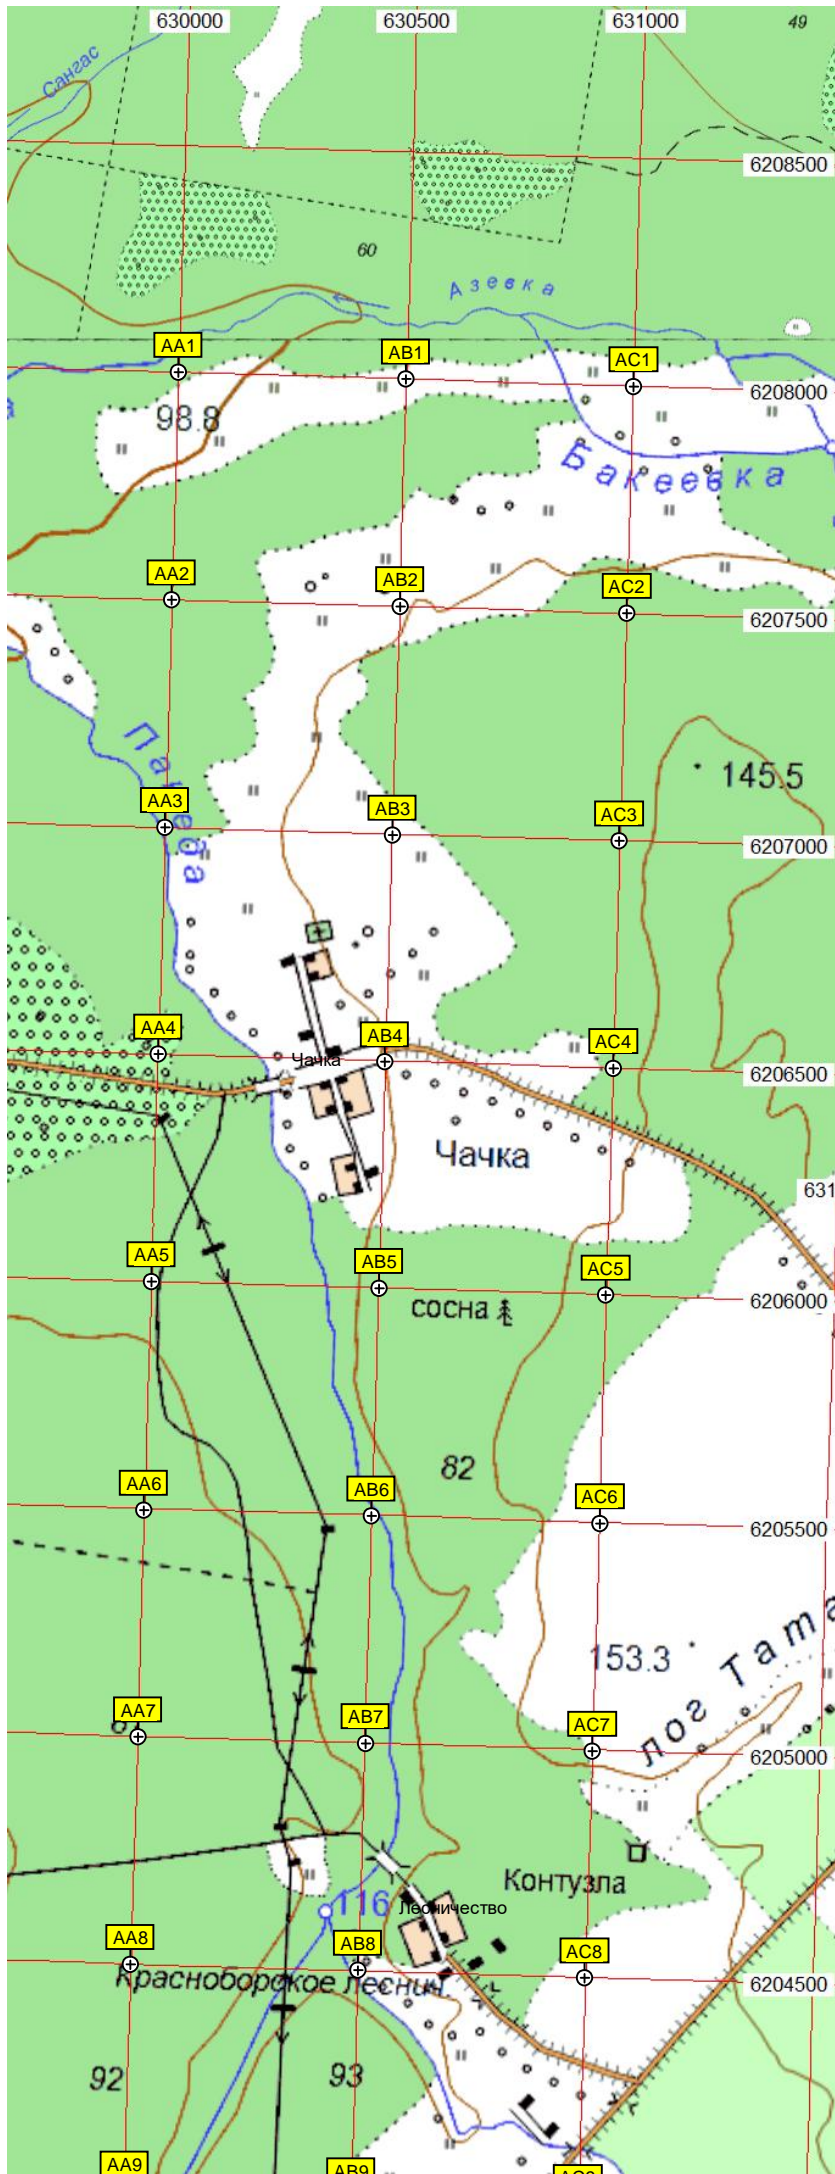 630000 630500 631000
49
Сангас
6208500
60
Азевка
AA1 AB1 AC1
6208000
а
98.8
Бакеевка
AA2 AB2 AC2
6207500
145.5
AA3 AB3 AC3
6207000
AA4 AB4 AC4
Чачка
6206500
Чачка
631
AA5 AB5 AC5
6206000
сосна
82
AA6 AB6 AC6
6205500
153.3
лог Тата
AA7 AB7 AC7
6205000
Контузла
116
Лесничество
AA8 AB8 AC8
6204500
Красноборское леснич.
92
93
AA9 AB9